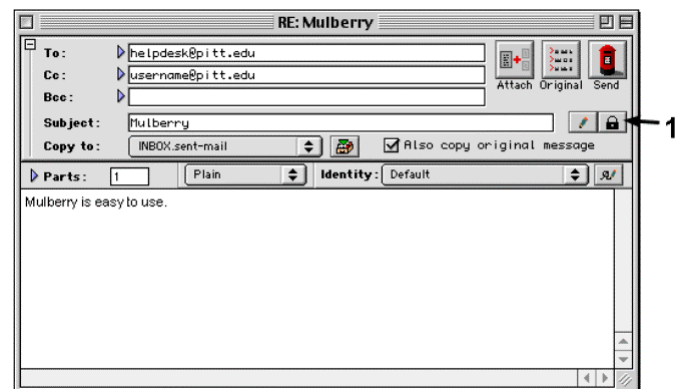 RE: Mulberry
To: helpdesk@pitt.edu
Cc: username@pitt.edu
Bcc:
Attach Original Send
Subject: Mulberry
1
Copy to: INBOX.sent-mail Also copy original message
Parts: 1 Plain Identity: Default
Mulberry is easy to use.